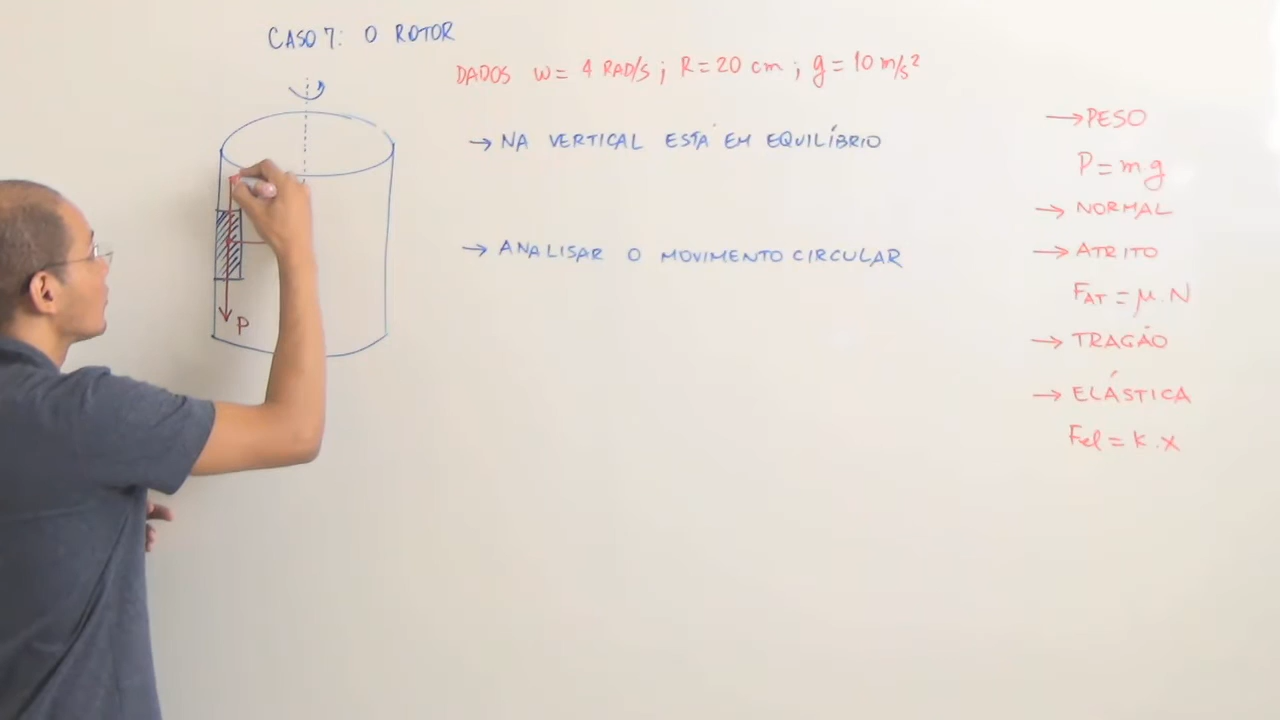 CASO 7: O ROTOR
DADOS W = 4 RAD/S ; R = 20 cm ; g = 10 m/s²
→ NA VERTICAL ESTÁ EM EQUILÍBRIO
→ ANALISAR O MOVIMENTO CIRCULAR
P
→ PESO
P = m.g
→ NORMAL
→ ATRITO
FAT = μ.N
→ TRAÇÃO
→ ELÁSTICA
Fel = K.X